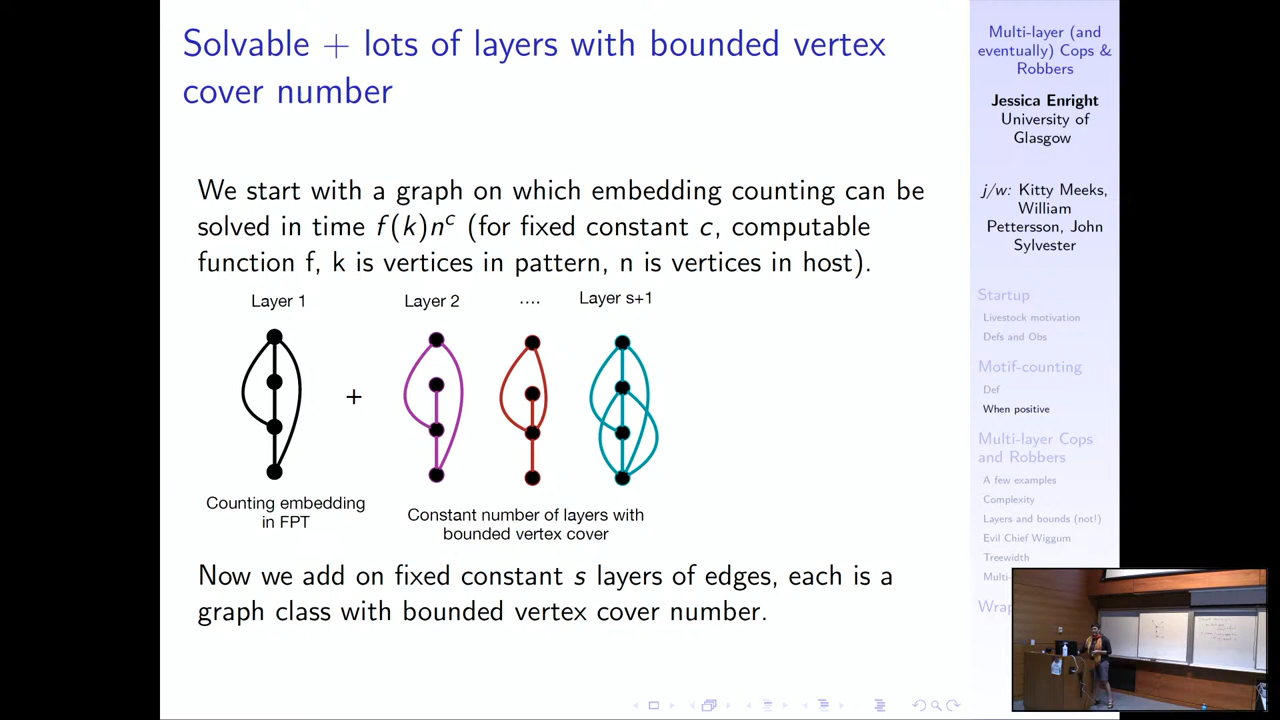 Solvable + lots of layers with bounded vertex
cover number
We start with a graph on which embedding counting can be
solved in time f(k)n^c (for fixed constant c, computable
function f, k is vertices in pattern, n is vertices in host).
Layer 1
Layer 2
....
Layer s+1
+
Counting embedding
in FPT
Constant number of layers with
bounded vertex cover
Now we add on fixed constant s layers of edges, each is a
graph class with bounded vertex cover number.
Multi-layer (and
eventually) Cops &
Robbers
Jessica Enright
University of
Glasgow
j/w: Kitty Meeks,
William
Pettersson, John
Sylvester
Startup
Livestock motivation
Defs and Obs
Motif-counting
Def
When positive
Multi-layer Cops
and Robbers
A few examples
Complexity
Layers and bounds (not!)
Evil Chief Wiggum
Treewidth
Multi-
Wrap